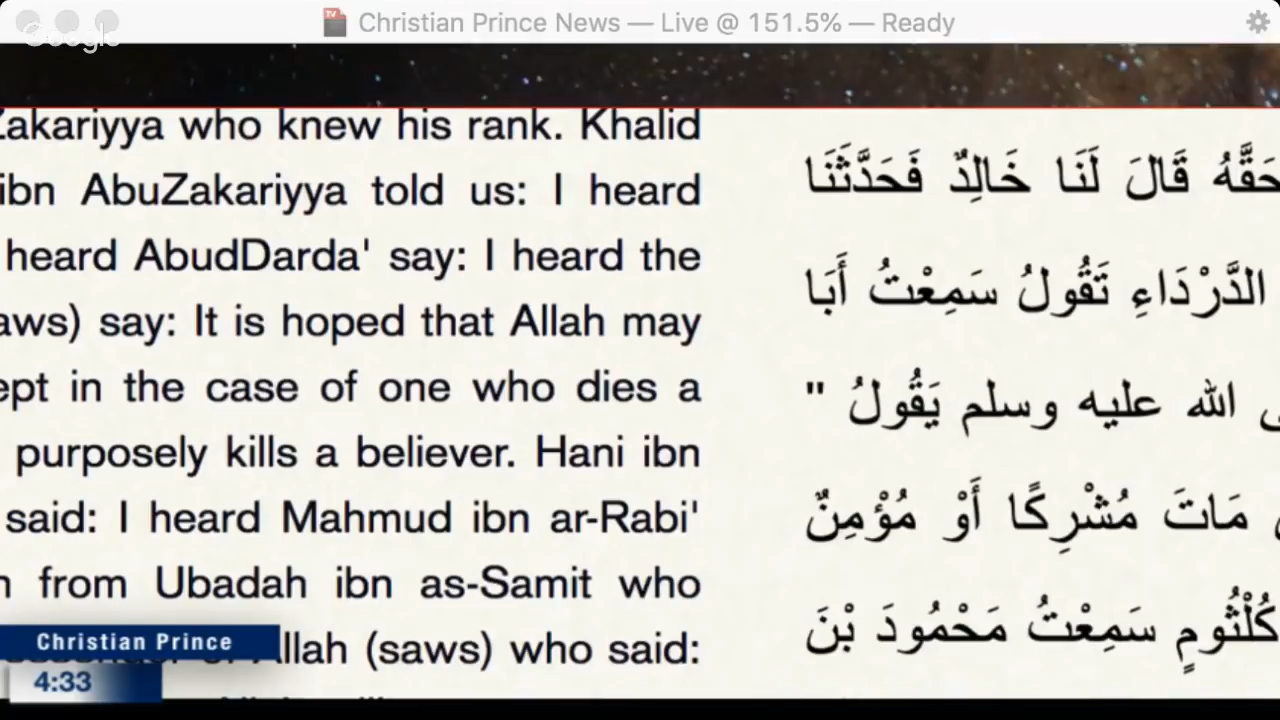 Christian Prince News — Live @ 151.5% — Ready
Google
Zakariyya who knew his rank. Khalid
ibn AbuZakariyya told us: I heard
heard AbudDarda' say: I heard the
aws) say: It is hoped that Allah may
ept in the case of one who dies a
purposely kills a believer. Hani ibn
said: I heard Mahmud ibn ar-Rabi'
from Ubadah ibn as-Samit who
Allah (saws) who said:
حَقَّهُ قَالَ لَنَا خَالِدٌ فَحَدَّثَنَا
الدَّرْدَاءِ تَقُولُ سَمِعْتُ أَبَا
الله عليه وسلم يَقُولُ "
مَاتَ مُشْرِكًا أَوْ مُؤْمِنٌ
كُلْثُومٍ سَمِعْتُ مَحْمُودَ بْنَ
Christian Prince
4:33